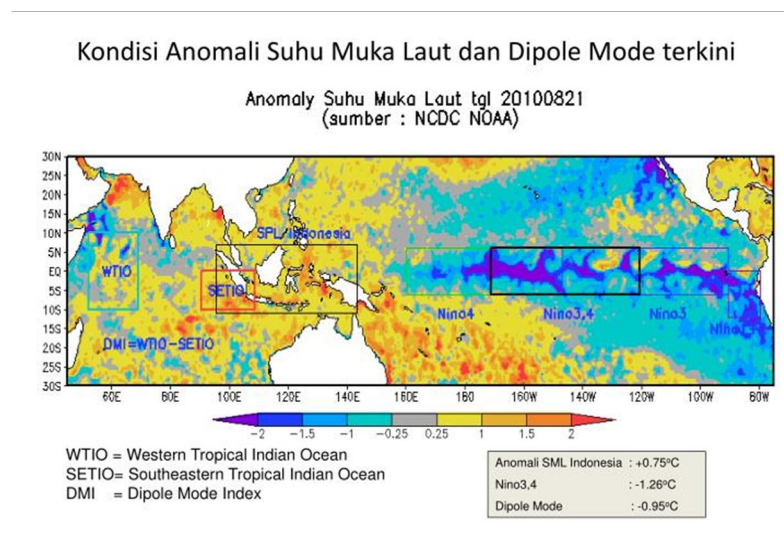 Kondisi Anomali Suhu Muka Laut dan Dipole Mode terkini
Anomaly Suhu Muka Laut tgl 20100821
(sumber : NCDC NOAA)
30N
25N
20N
15N
10N
5N
EQ
5S
10S
15S
20S
25S
30S
SPL/Indonesia
WTIO
SETIO
Nino4
Nino3,4
Nino3
DMI=WTIO-SETIO
60E
80E
100E
120E
140E
160E
180
160W
140W
120W
100W
80W
-2
-1.5
-1
-0.25
0.25
1
1.5
2
WTIO = Western Tropical Indian Ocean
SETIO= Southeastern Tropical Indian Ocean
DMI = Dipole Mode Index
Anomali SML Indonesia : +0.75°C
Nino3,4 : -1.26°C
Dipole Mode : -0.95°C